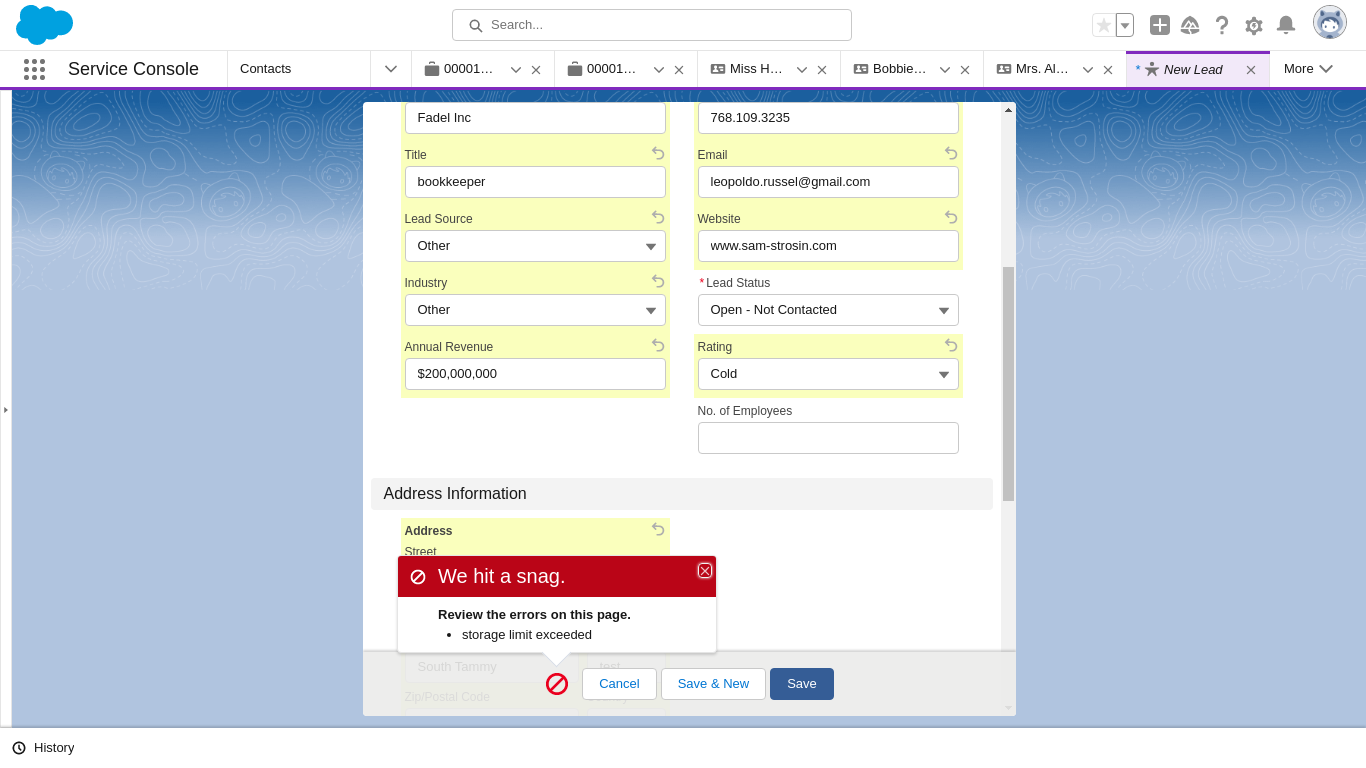 Search...
Service Console
Contacts
00001…
00001…
Miss H…
Bobbie…
Mrs. Al…
* New Lead
More
Fadel Inc
768.109.3235
Title
Email
bookkeeper
leopoldo.russel@gmail.com
Lead Source
Website
Other
www.sam-strosin.com
Industry
*Lead Status
Other
Open - Not Contacted
Annual Revenue
Rating
$200,000,000
Cold
No. of Employees
Address Information
Address
Street
We hit a snag.
Review the errors on this page.
• storage limit exceeded
South Tammy
test
Zip/Postal Code
Cancel
Save & New
Save
History